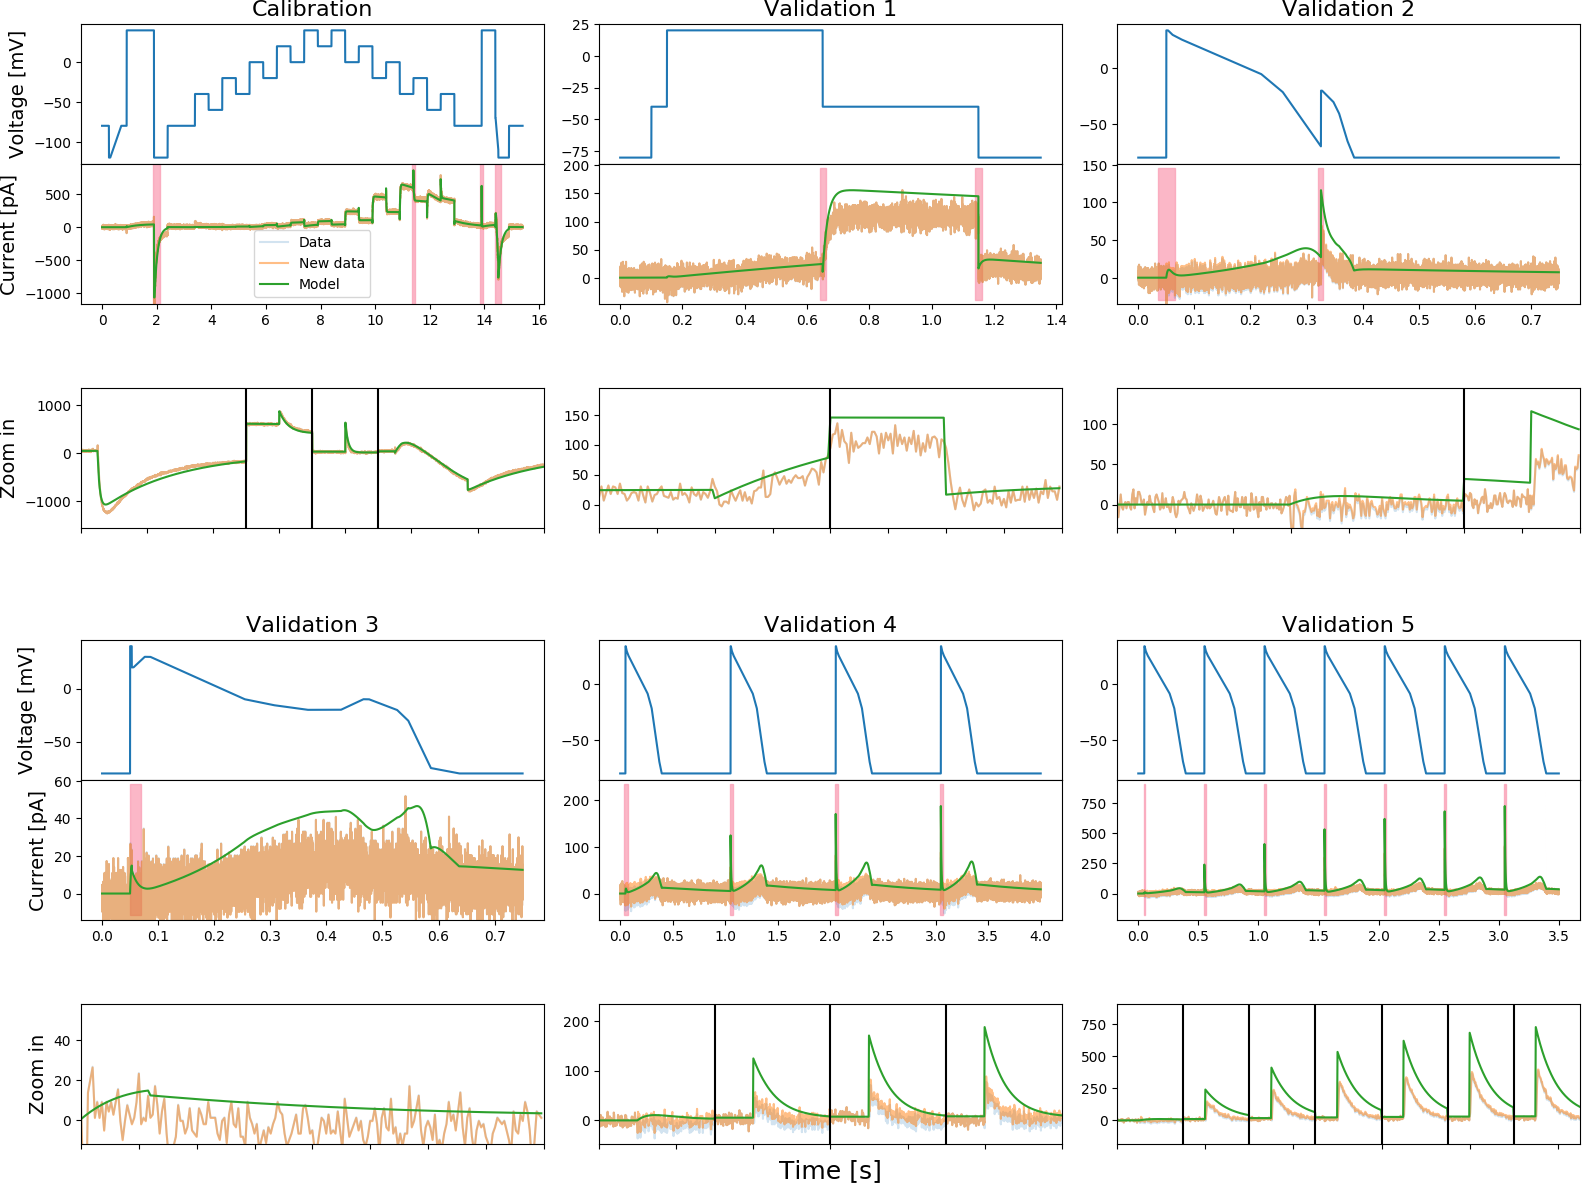 Calibration
Validation 1
Validation 2
Voltage [mV]
0
−50
−100
25
0
−25
−50
−75
0
−50
Current [pA]
500
0
−500
−1000
Data
New data
Model
0 2 4 6 8 10 12 14 16
200
150
100
50
0
0.0 0.2 0.4 0.6 0.8 1.0 1.2 1.4
150
100
50
0
0.0 0.1 0.2 0.3 0.4 0.5 0.6 0.7
Zoom in
1000
0
−1000
150
100
50
0
100
50
0
Validation 3
Validation 4
Validation 5
Voltage [mV]
0
−50
0
−50
0
−50
Current [pA]
60
40
20
0
0.0 0.1 0.2 0.3 0.4 0.5 0.6 0.7
200
100
0
0.0 0.5 1.0 1.5 2.0 2.5 3.0 3.5 4.0
750
500
250
0
0.0 0.5 1.0 1.5 2.0 2.5 3.0 3.5
Zoom in
40
20
0
200
100
0
750
500
250
0
Time [s]